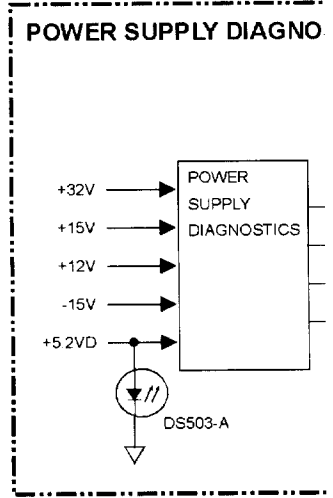 POWER SUPPLY DIAGNO
POWER
SUPPLY
DIAGNOSTICS
+32V
+15V
+12V
-15V
+5.2VD
DS503-A